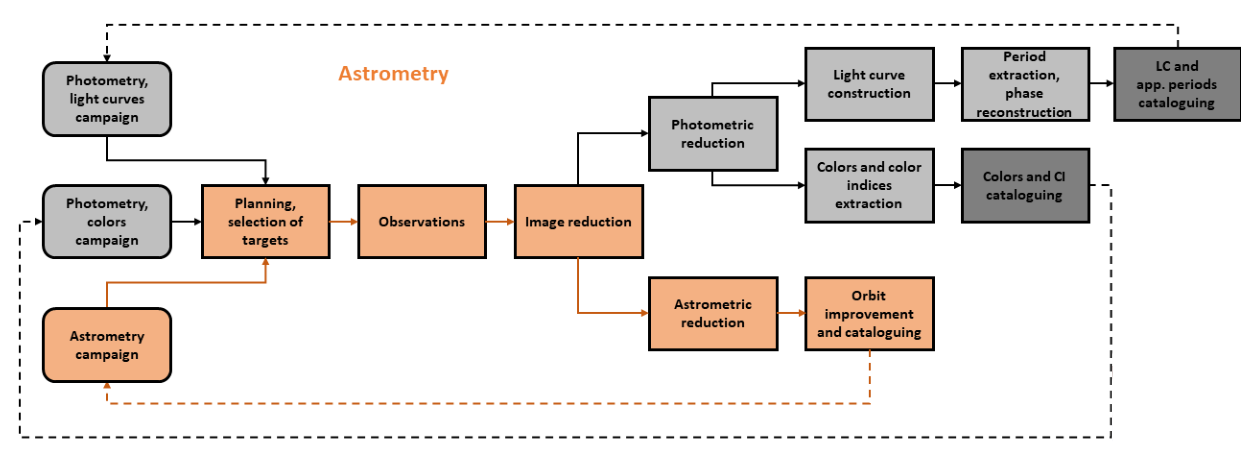 Astrometry
Photometry,
light curves
campaign
Photometry,
colors
campaign
Astrometry
campaign
Planning,
selection of
targets
Observations
Image reduction
Photometric
reduction
Light curve
construction
Period
extraction,
phase
reconstruction
LC and
app. periods
cataloguing
Colors and color
indices
extraction
Colors and CI
cataloguing
Astrometric
reduction
Orbit
improvement
and cataloguing